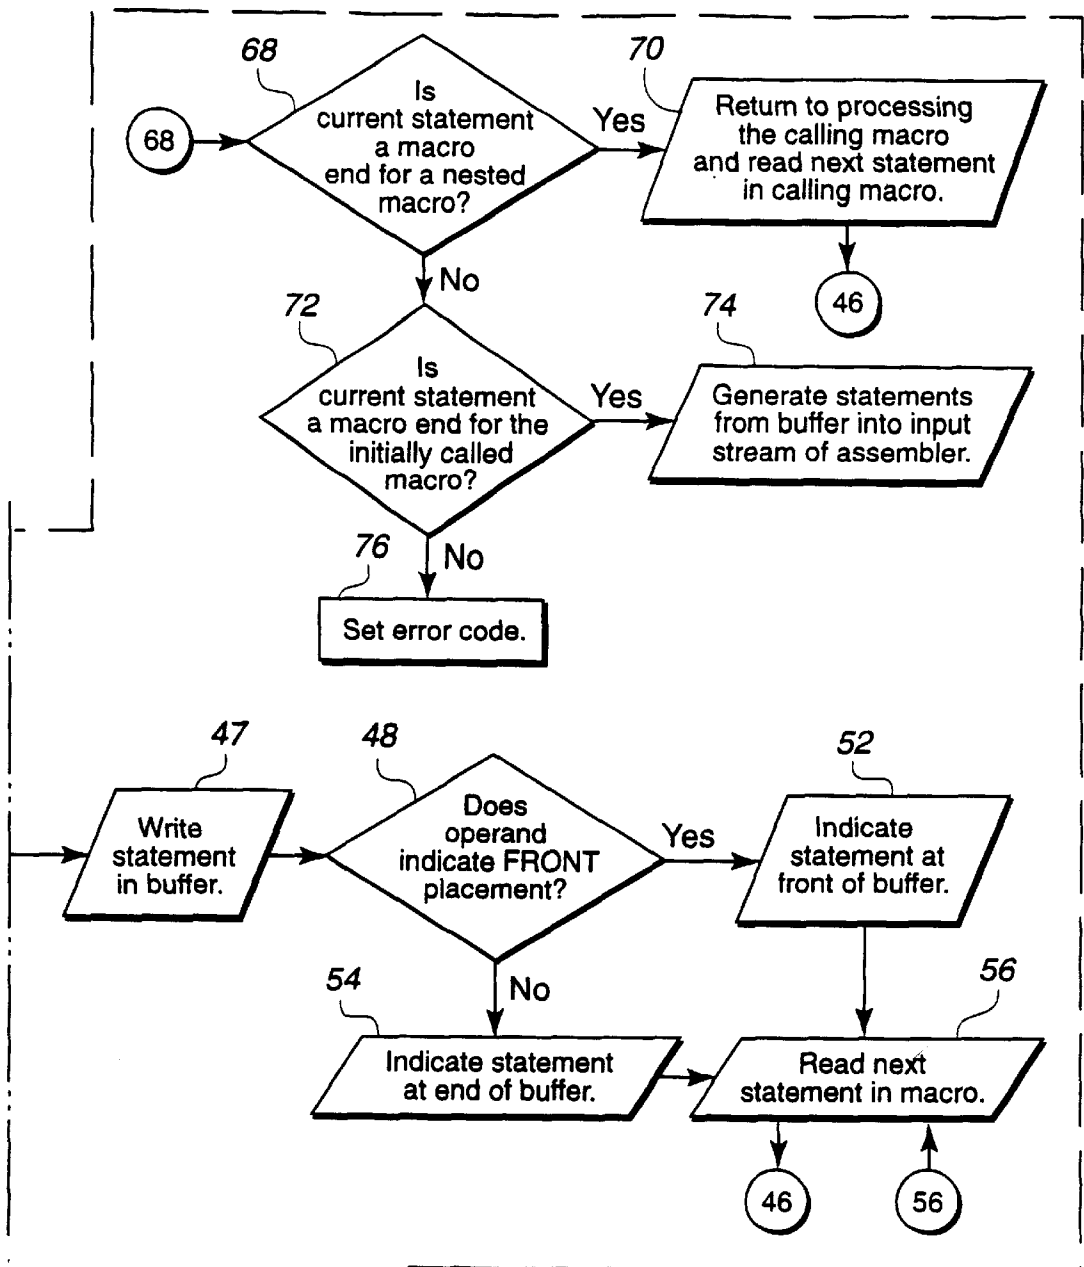 68
68
Is
current statement
a macro
end for a nested
macro?
Yes
70
Return to processing
the calling macro
and read next statement
in calling macro.
46
No
72
Is
current statement
a macro end for the
initially called
macro?
Yes
74
Generate statements
from buffer into input
stream of assembler.
No
76
Set error code.
47
Write
statement
in buffer.
48
Does
operand
indicate FRONT
placement?
Yes
52
Indicate
statement at
front of buffer.
No
54
Indicate statement
at end of buffer.
56
Read next
statement in macro.
46
56